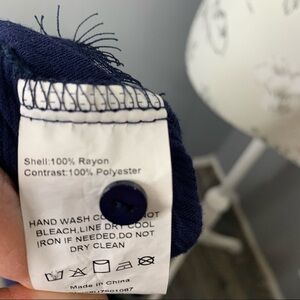 Shell:100% Rayon
Contrast:100% Polyester
HAND WASH NOT
BLEACH,LINE DRY COOL
IRON IF NEEDED,DO NOT
DRY CLEAN
Made in China